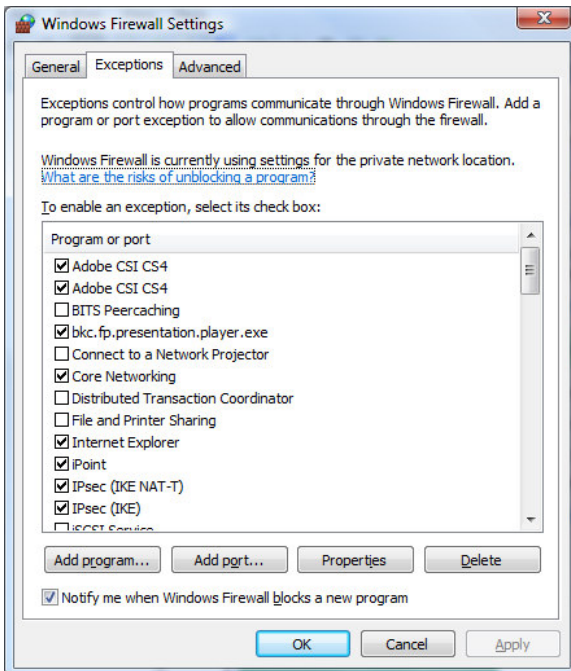 Windows Firewall Settings
General Exceptions Advanced
Exceptions control how programs communicate through Windows Firewall. Add a
program or port exception to allow communications through the firewall.
Windows Firewall is currently using settings for the private network location.
What are the risks of unblocking a program?
To enable an exception, select its check box:
Program or port
Adobe CSI CS4
Adobe CSI CS4
BITS Peercaching
bkc.fp.presentation.player.exe
Connect to a Network Projector
Core Networking
Distributed Transaction Coordinator
File and Printer Sharing
Internet Explorer
iPoint
IPsec (IKE NAT-T)
IPsec (IKE)
iSCSI Service
Add program... Add port... Properties Delete
Notify me when Windows Firewall blocks a new program
OK Cancel Apply